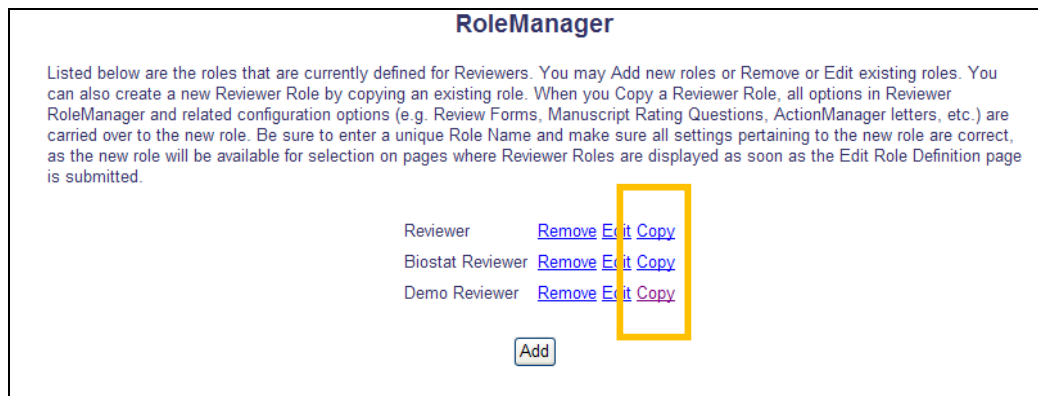 RoleManager
Listed below are the roles that are currently defined for Reviewers. You may Add new roles or Remove or Edit existing roles. You
can also create a new Reviewer Role by copying an existing role. When you Copy a Reviewer Role, all options in Reviewer
RoleManager and related configuration options (e.g. Review Forms, Manuscript Rating Questions, ActionManager letters, etc.) are
carried over to the new role. Be sure to enter a unique Role Name and make sure all settings pertaining to the new role are correct,
as the new role will be available for selection on pages where Reviewer Roles are displayed as soon as the Edit Role Definition page
is submitted.
Reviewer Remove Edit Copy
Biostat Reviewer Remove Edit Copy
Demo Reviewer Remove Edit Copy
Add